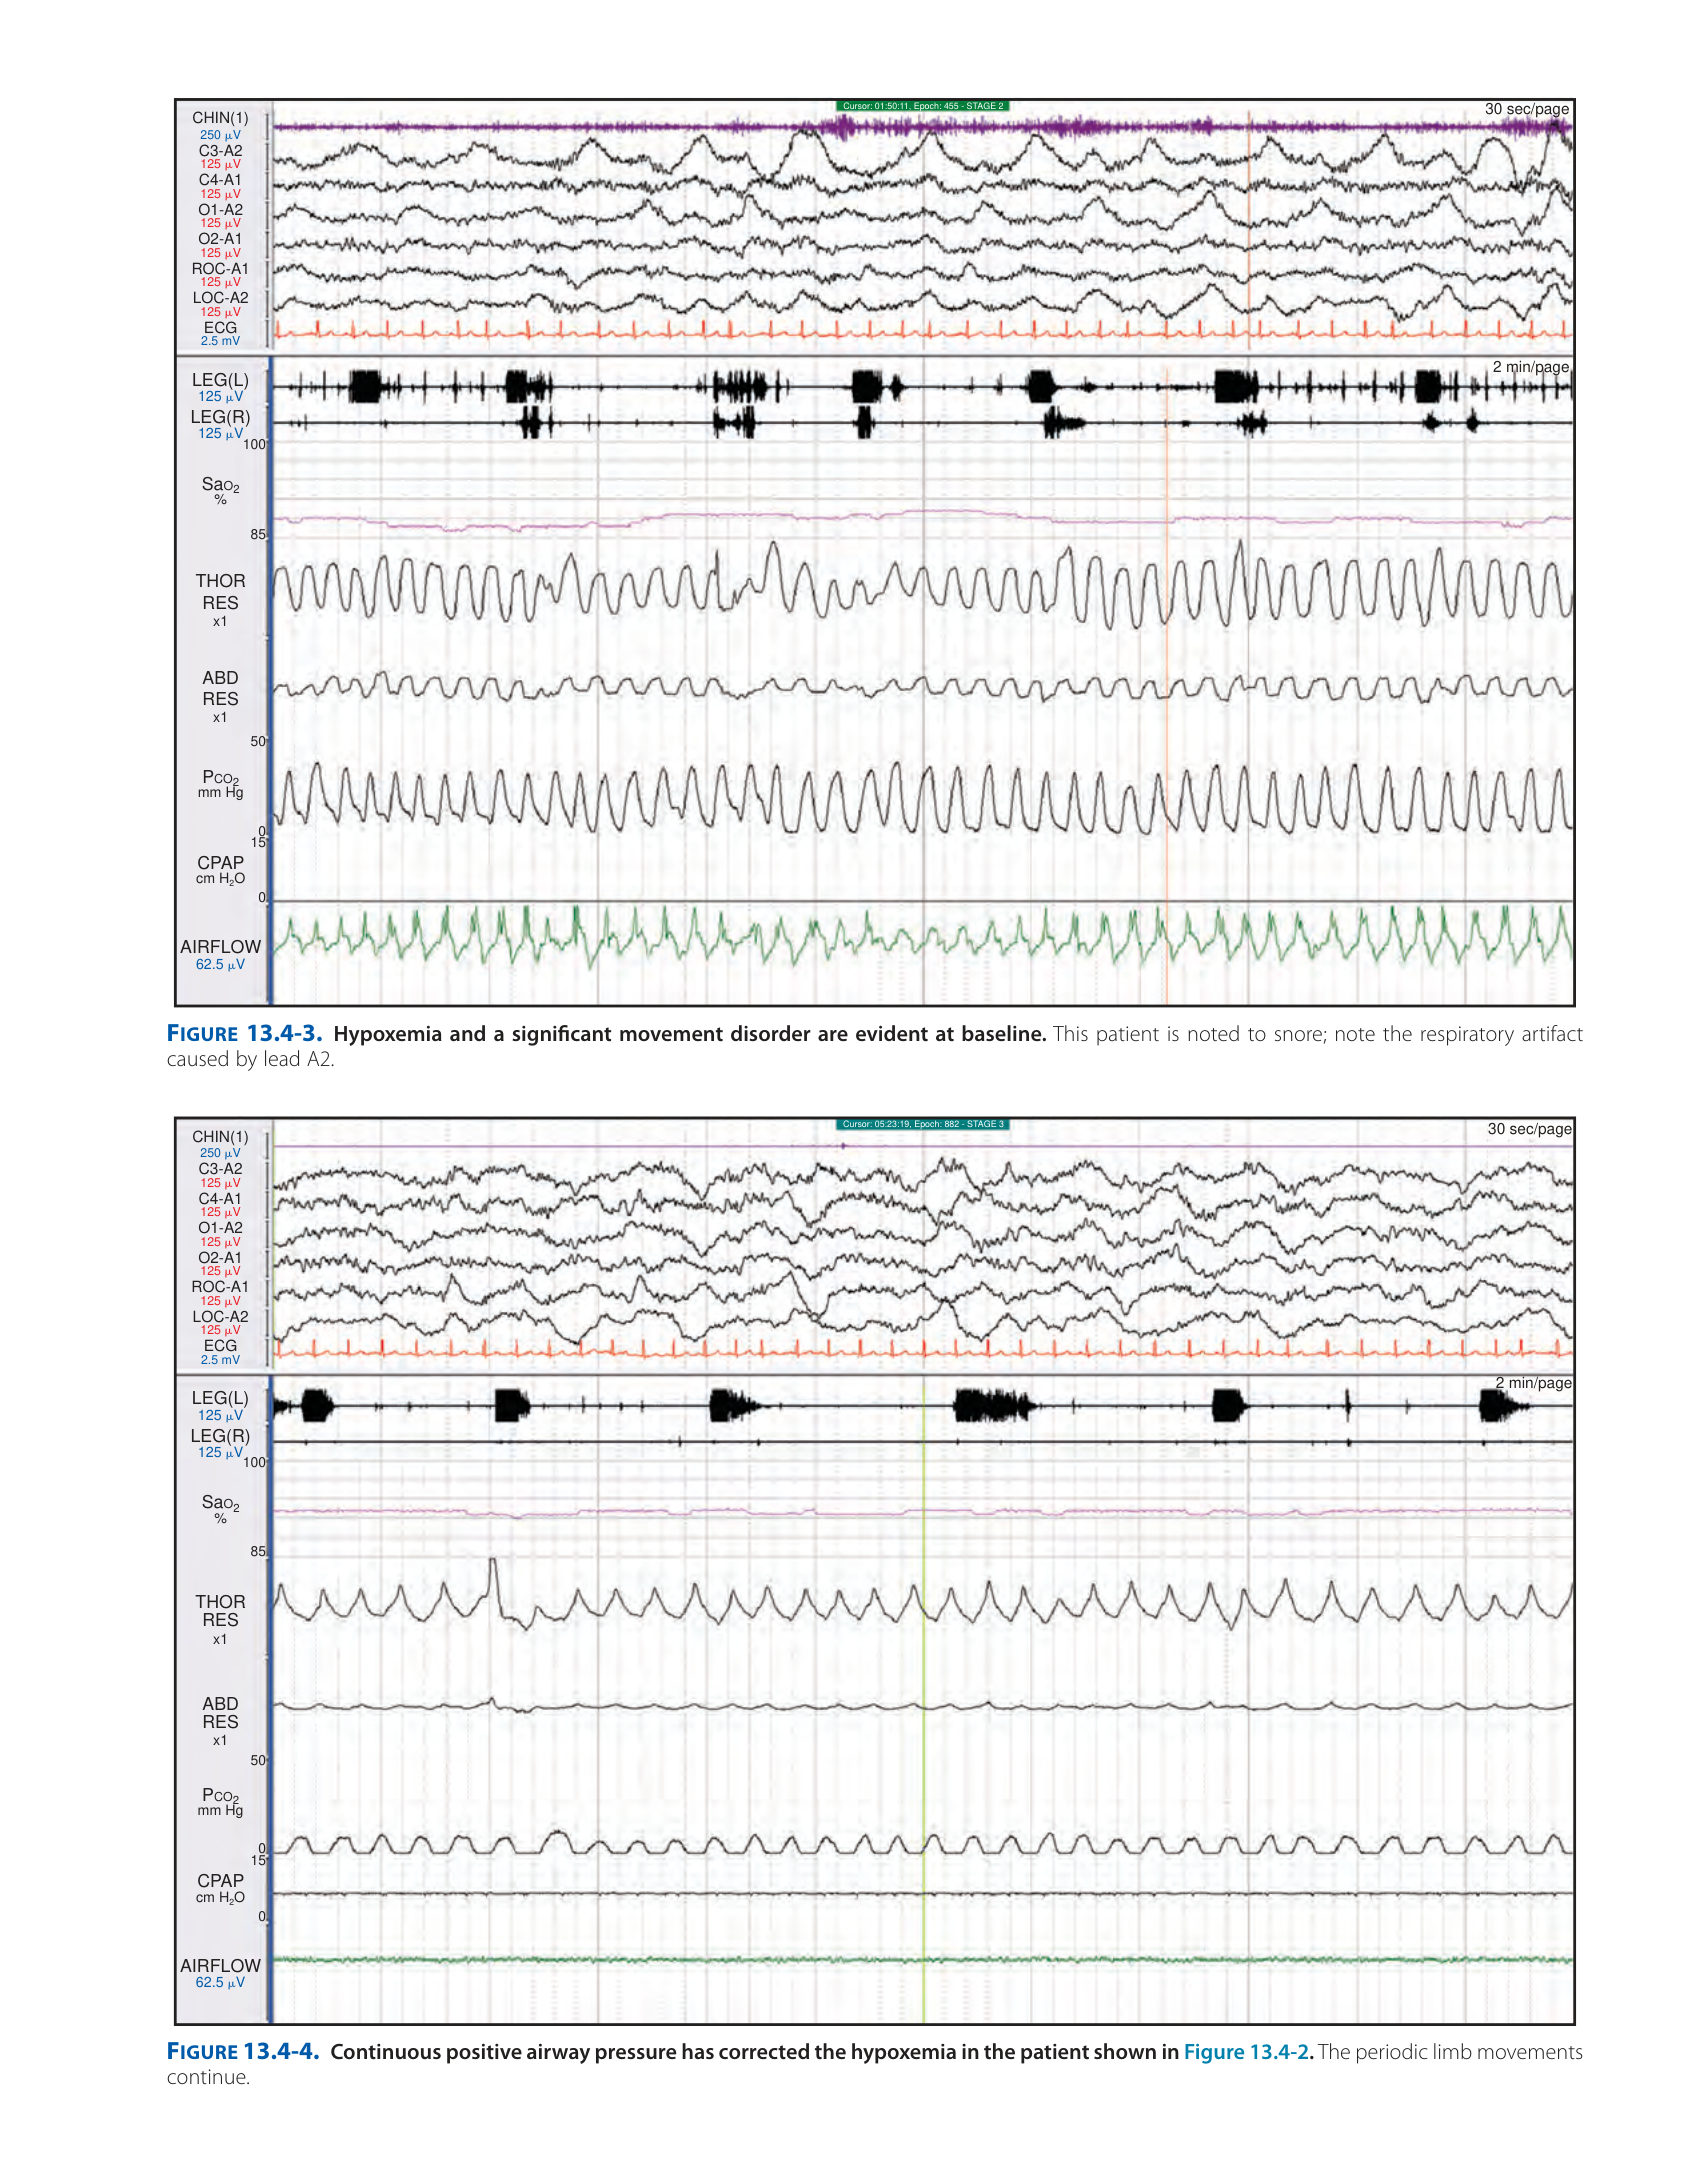 Cursor: 01:50:11, Epoch: 455 - STAGE 2
30 sec/page
CHIN(1)
250 µV
C3-A2
125 µV
C4-A1
125 µV
O1-A2
125 µV
O2-A1
125 µV
ROC-A1
125 µV
LOC-A2
125 µV
ECG
2.5 mV
2 min/page
LEG(L)
125 µV
LEG(R)
125 µV
100
SaO2
%
85
THOR
RES
x1
ABD
RES
x1
50
PCO2
mm Hg
0
15
CPAP
cm H2O
0
AIRFLOW
62.5 µV
FIGURE 13.4-3. Hypoxemia and a significant movement disorder are evident at baseline. This patient is noted to snore; note the respiratory artifact
caused by lead A2.
Cursor: 05:23:19, Epoch: 882 - STAGE 3
30 sec/page
CHIN(1)
250 µV
C3-A2
125 µV
C4-A1
125 µV
O1-A2
125 µV
O2-A1
125 µV
ROC-A1
125 µV
LOC-A2
125 µV
ECG
2.5 mV
2 min/page
LEG(L)
125 µV
LEG(R)
125 µV
100
SaO2
%
85
THOR
RES
x1
ABD
RES
x1
50
PCO2
mm Hg
0
15
CPAP
cm H2O
0
AIRFLOW
62.5 µV
FIGURE 13.4-4. Continuous positive airway pressure has corrected the hypoxemia in the patient shown in Figure 13.4-2. The periodic limb movements
continue.